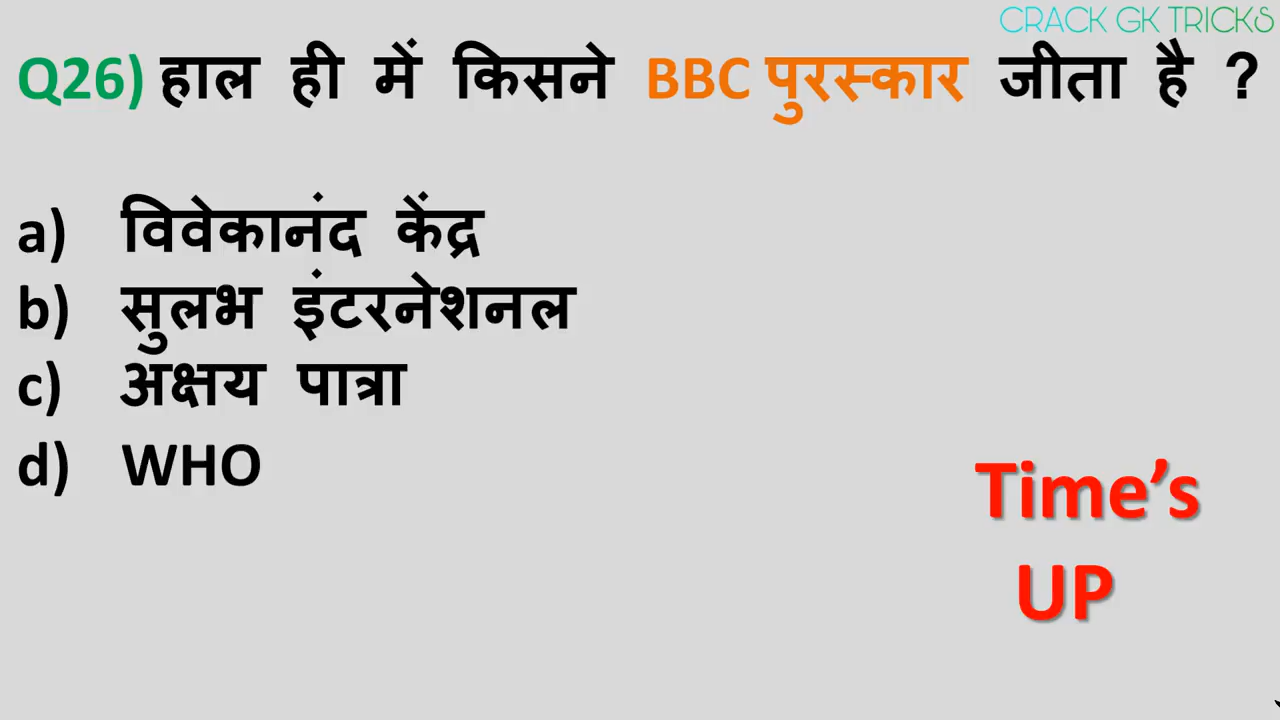 CRACK GK TRICKS
Q26) हाल ही में किसने BBC पुरस्कार जीता है ?
a) विवेकानंद केंद्र
b) सुलभ इंटरनेशनल
c) अक्षय पात्रा
d) WHO
Time’s
UP